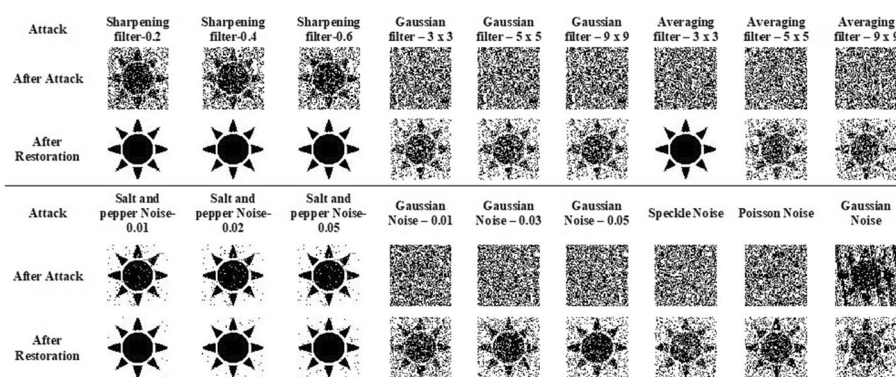 Attack
Sharpening filter-0.2
Sharpening filter-0.4
Sharpening filter-0.6
Gaussian filter – 3 x 3
Gaussian filter – 5 x 5
Gaussian filter – 9 x 9
Averaging filter – 3 x 3
Averaging filter – 5 x 5
Averaging filter – 9 x 9
After Attack
After Restoration
Attack
Salt and pepper Noise-0.01
Salt and pepper Noise-0.02
Salt and pepper Noise-0.05
Gaussian Noise – 0.01
Gaussian Noise – 0.03
Gaussian Noise – 0.05
Speckle Noise
Poisson Noise
Gaussian Noise
After Attack
After Restoration